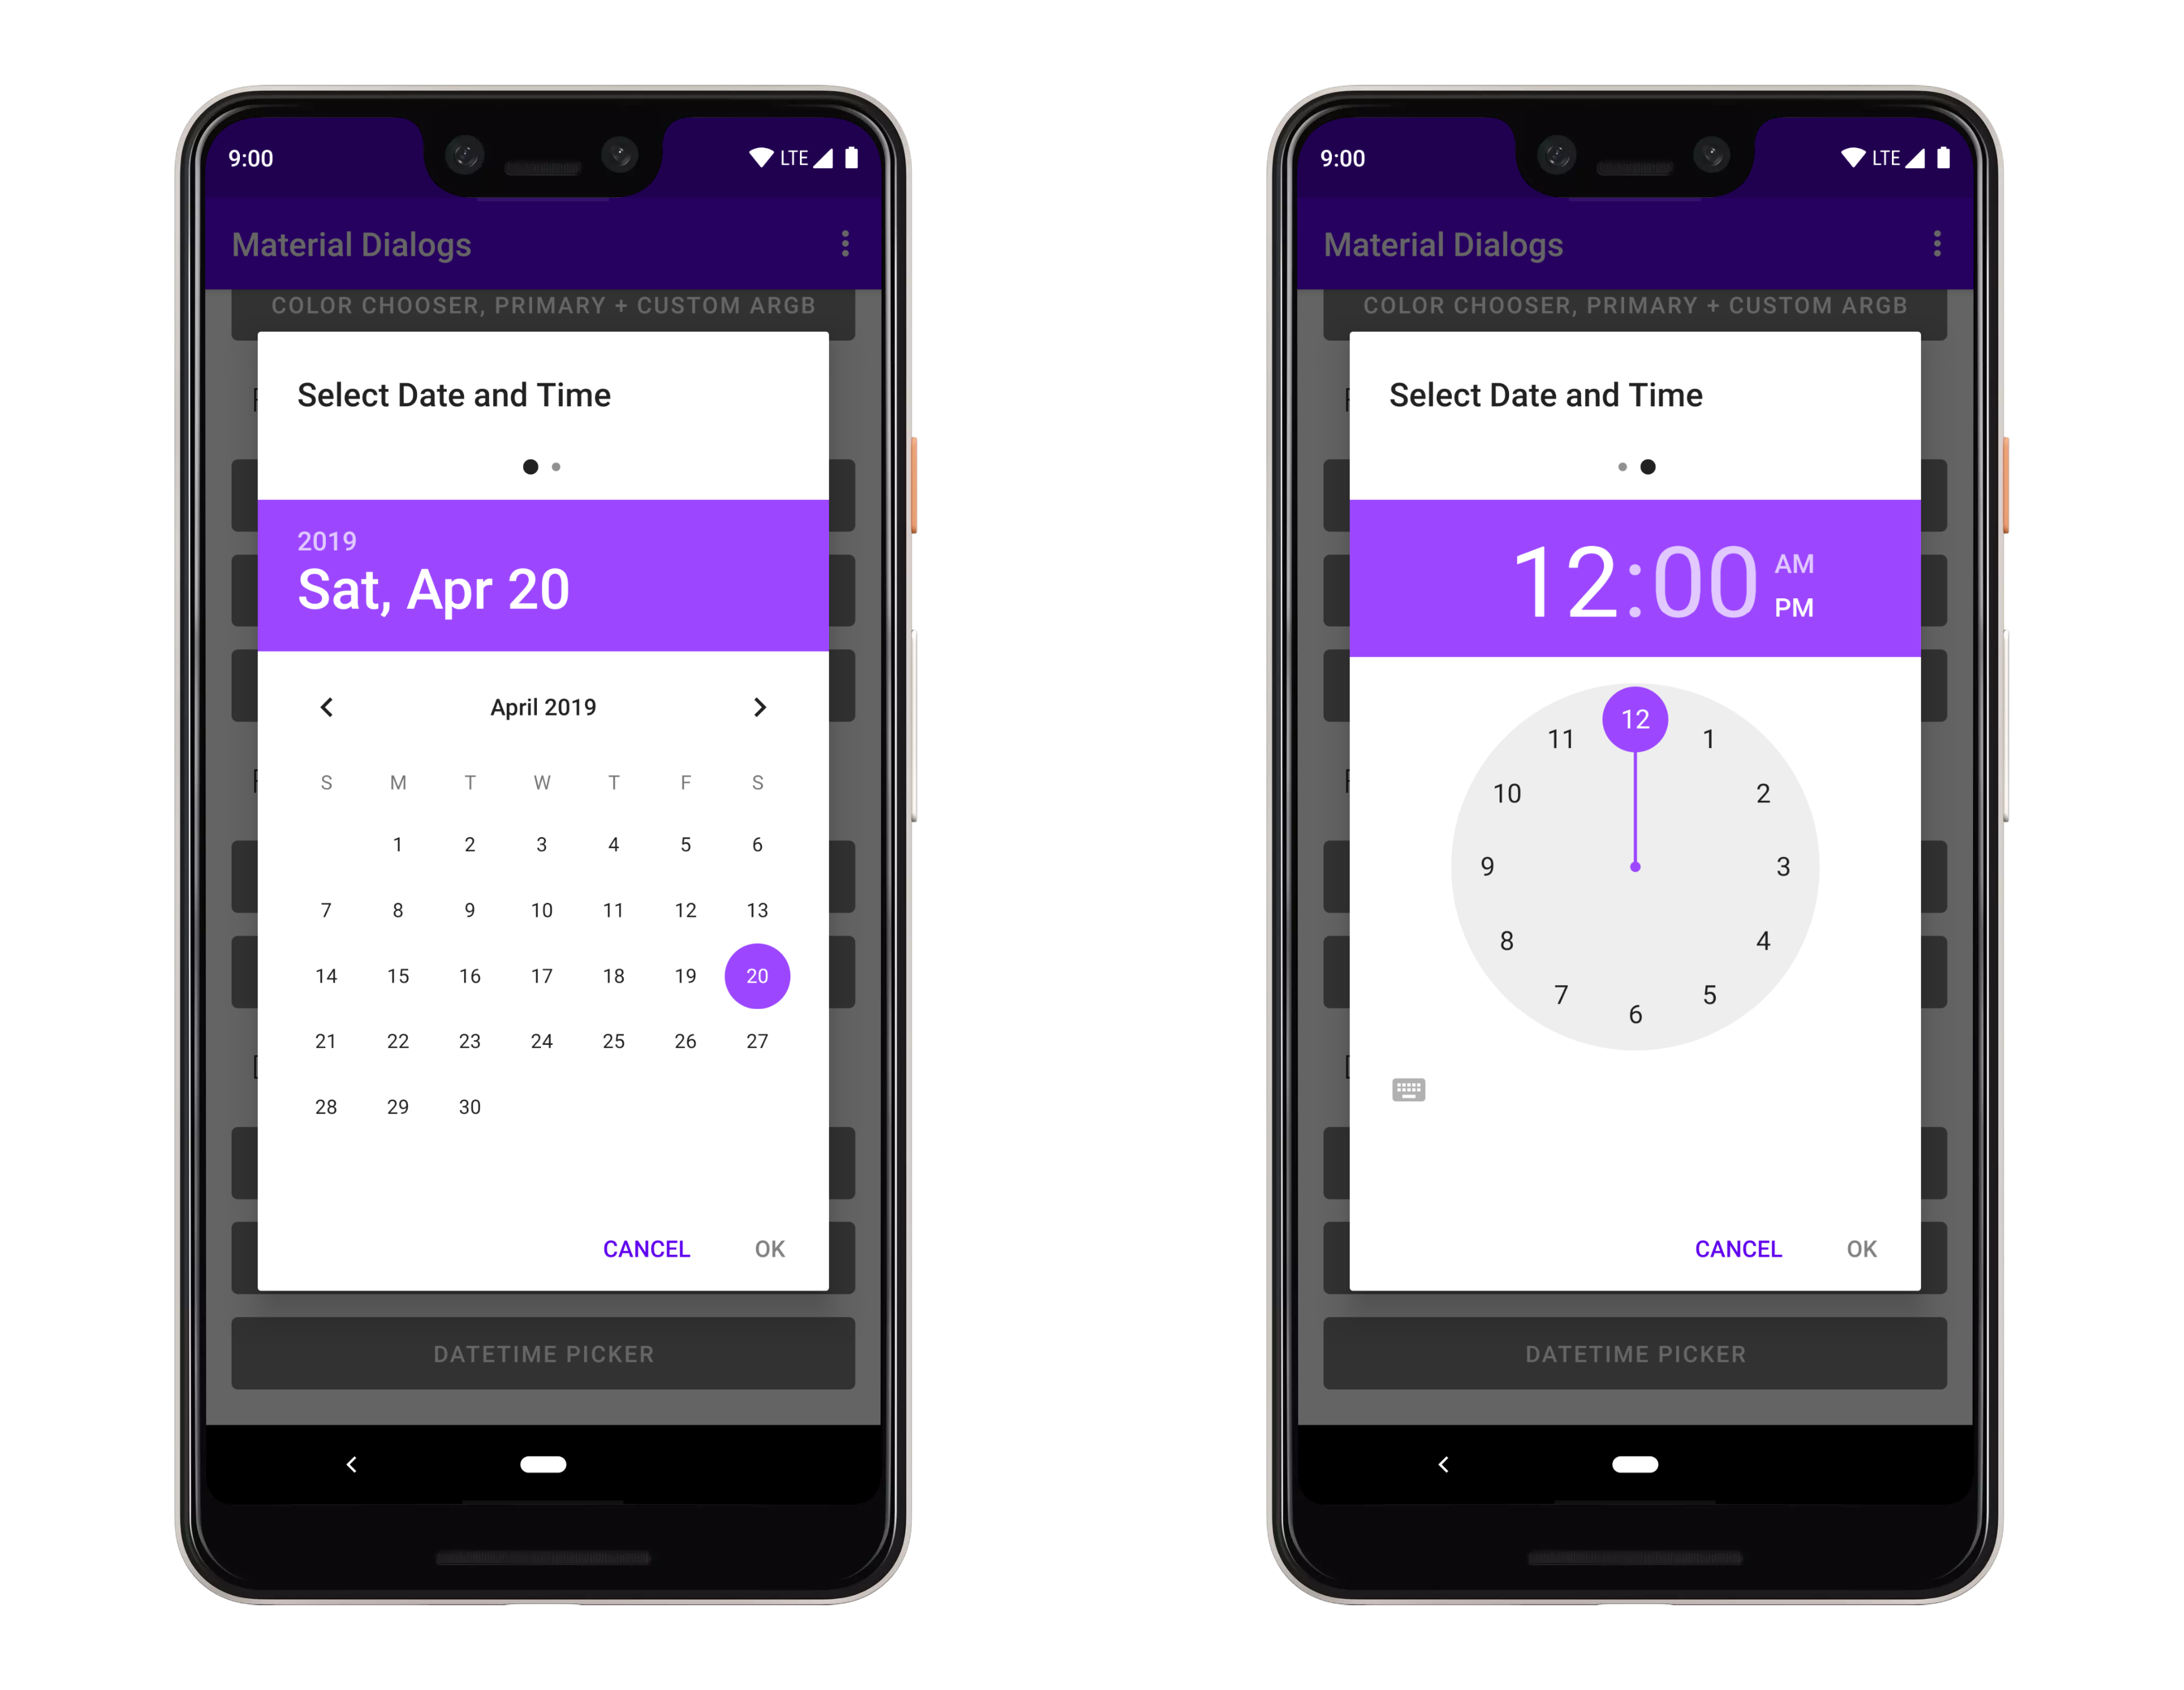 9:00 LTE
Material Dialogs
COLOR CHOOSER, PRIMARY + CUSTOM ARGB
Select Date and Time
2019
Sat, Apr 20
April 2019
S M T W T F S
1 2 3 4 5 6
7 8 9 10 11 12 13
14 15 16 17 18 19 20
21 22 23 24 25 26 27
28 29 30
CANCEL OK
DATETIME PICKER
9:00 LTE
Material Dialogs
COLOR CHOOSER, PRIMARY + CUSTOM ARGB
Select Date and Time
12:00 AM
PM
12
11 1
10 2
9 3
8 4
7 5
6
CANCEL OK
DATETIME PICKER